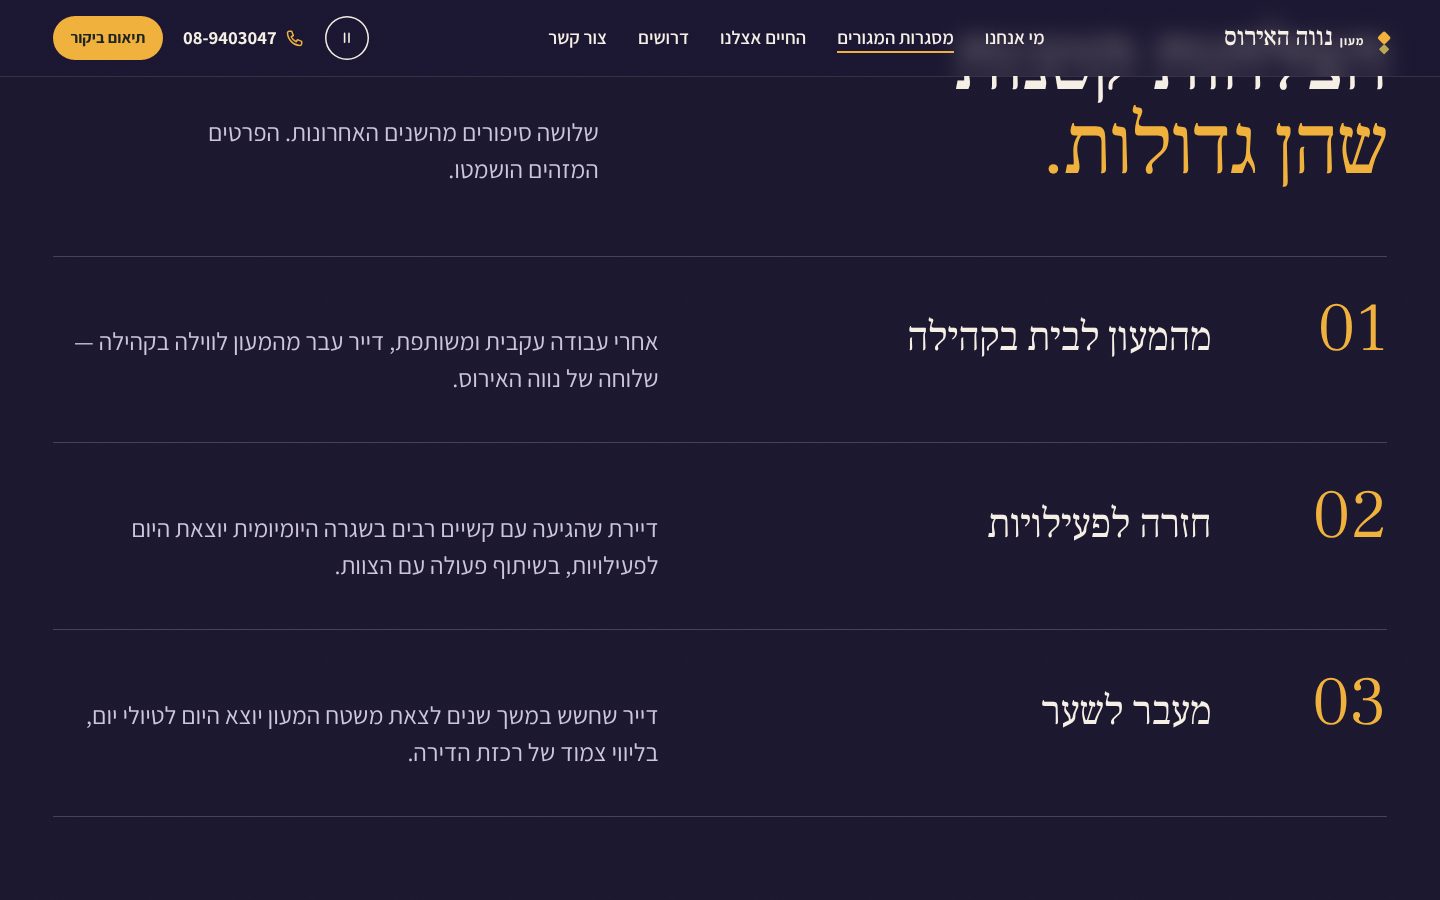 מעון נווה האירוס
מי אנחנו
מסגרות המגורים
החיים אצלנו
דרושים
צור קשר
08-9403047
תיאום ביקור
שהן גדולות.
שלושה סיפורים מהשנים האחרונות. הפרטים
המזהים הושמטו.
01
מהמעון לבית בקהילה
אחרי עבודה עקבית ומשותפת, דייר עבר מהמעון לווילה בקהילה —
שלוחה של נווה האירוס.
02
חזרה לפעילויות
דיירת שהגיעה עם קשיים רבים בשגרה היומיומית יוצאת היום
לפעילויות, בשיתוף פעולה עם הצוות.
03
מעבר לשער
דייר שחשש במשך שנים לצאת משטח המעון יוצא היום לטיולי יום,
בליווי צמוד של רכזת הדירה.